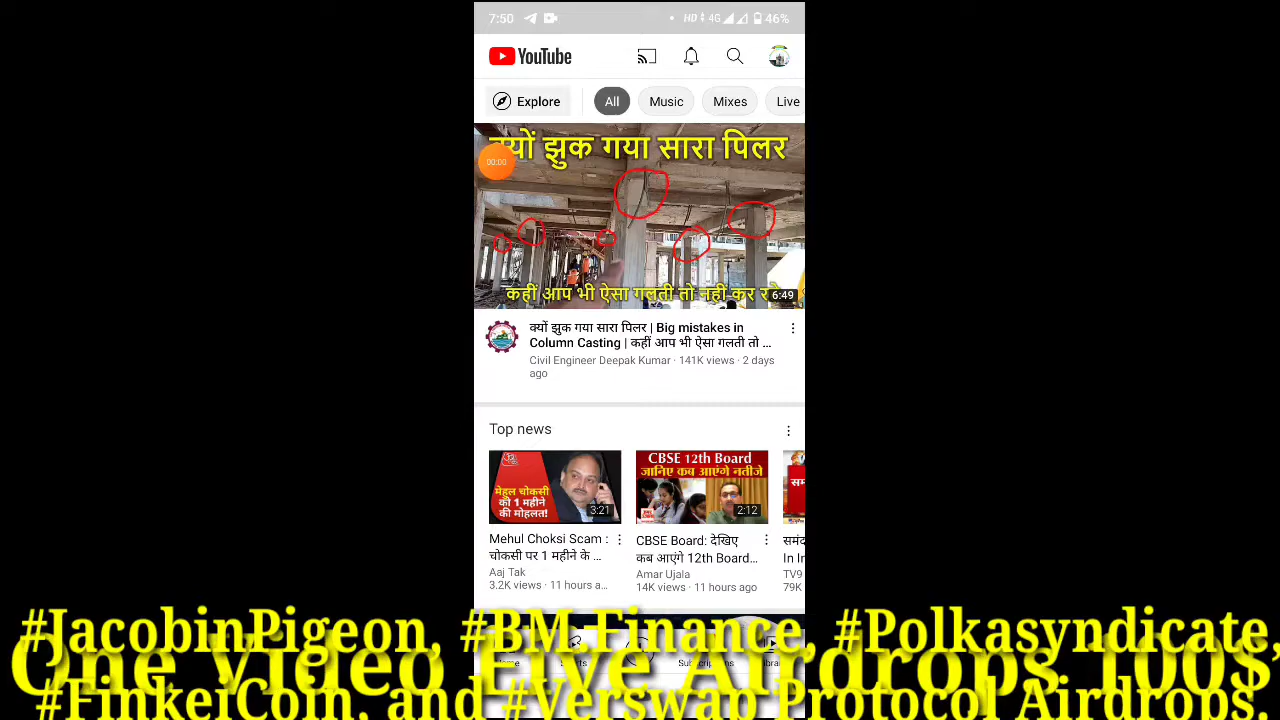 7:50 HD 4G 46%
YouTube
Explore All Music Mixes Live
क्यों झुक गया सारा पिलर
00:00
कहीं आप भी ऐसा गलती तो नहीं कर रहे
6:49
क्यों झुक गया सारा पिलर | Big mistakes in
Column Casting | कहीं आप भी ऐसा गलती तो ...
Civil Engineer Deepak Kumar · 141K views · 2 days
ago
Top news
मेहुल चोकसी
को 1 महीने
की मोहलत!
3:21
CBSE 12th Board
जानिए कब आएंगे नतीजे
2:12
Mehul Choksi Scam :
चोकसी पर 1 महीने के ...
Aaj Tak
3.2K views · 11 hours a...
CBSE Board: देखिए
कब आएंगे 12th Board...
Amar Ujala
14K views · 11 hours ago
In In
TV9
79K
#JacobinPigeon, #BM.Finance, #Polkasyndicate,
One Video Five Airdrops 100$
#FinkeiCoin, and #Verswap Protocol Airdrops.